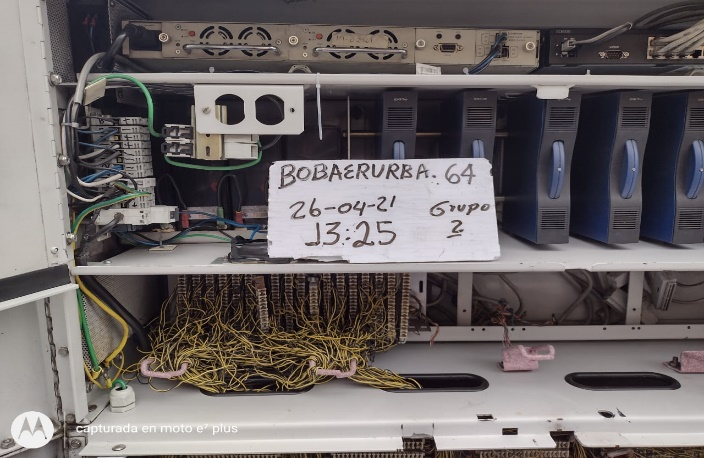 BOBAERURBA. 64
26-04-21 Grupo
13:25 2
capturada en moto e⁷ plus